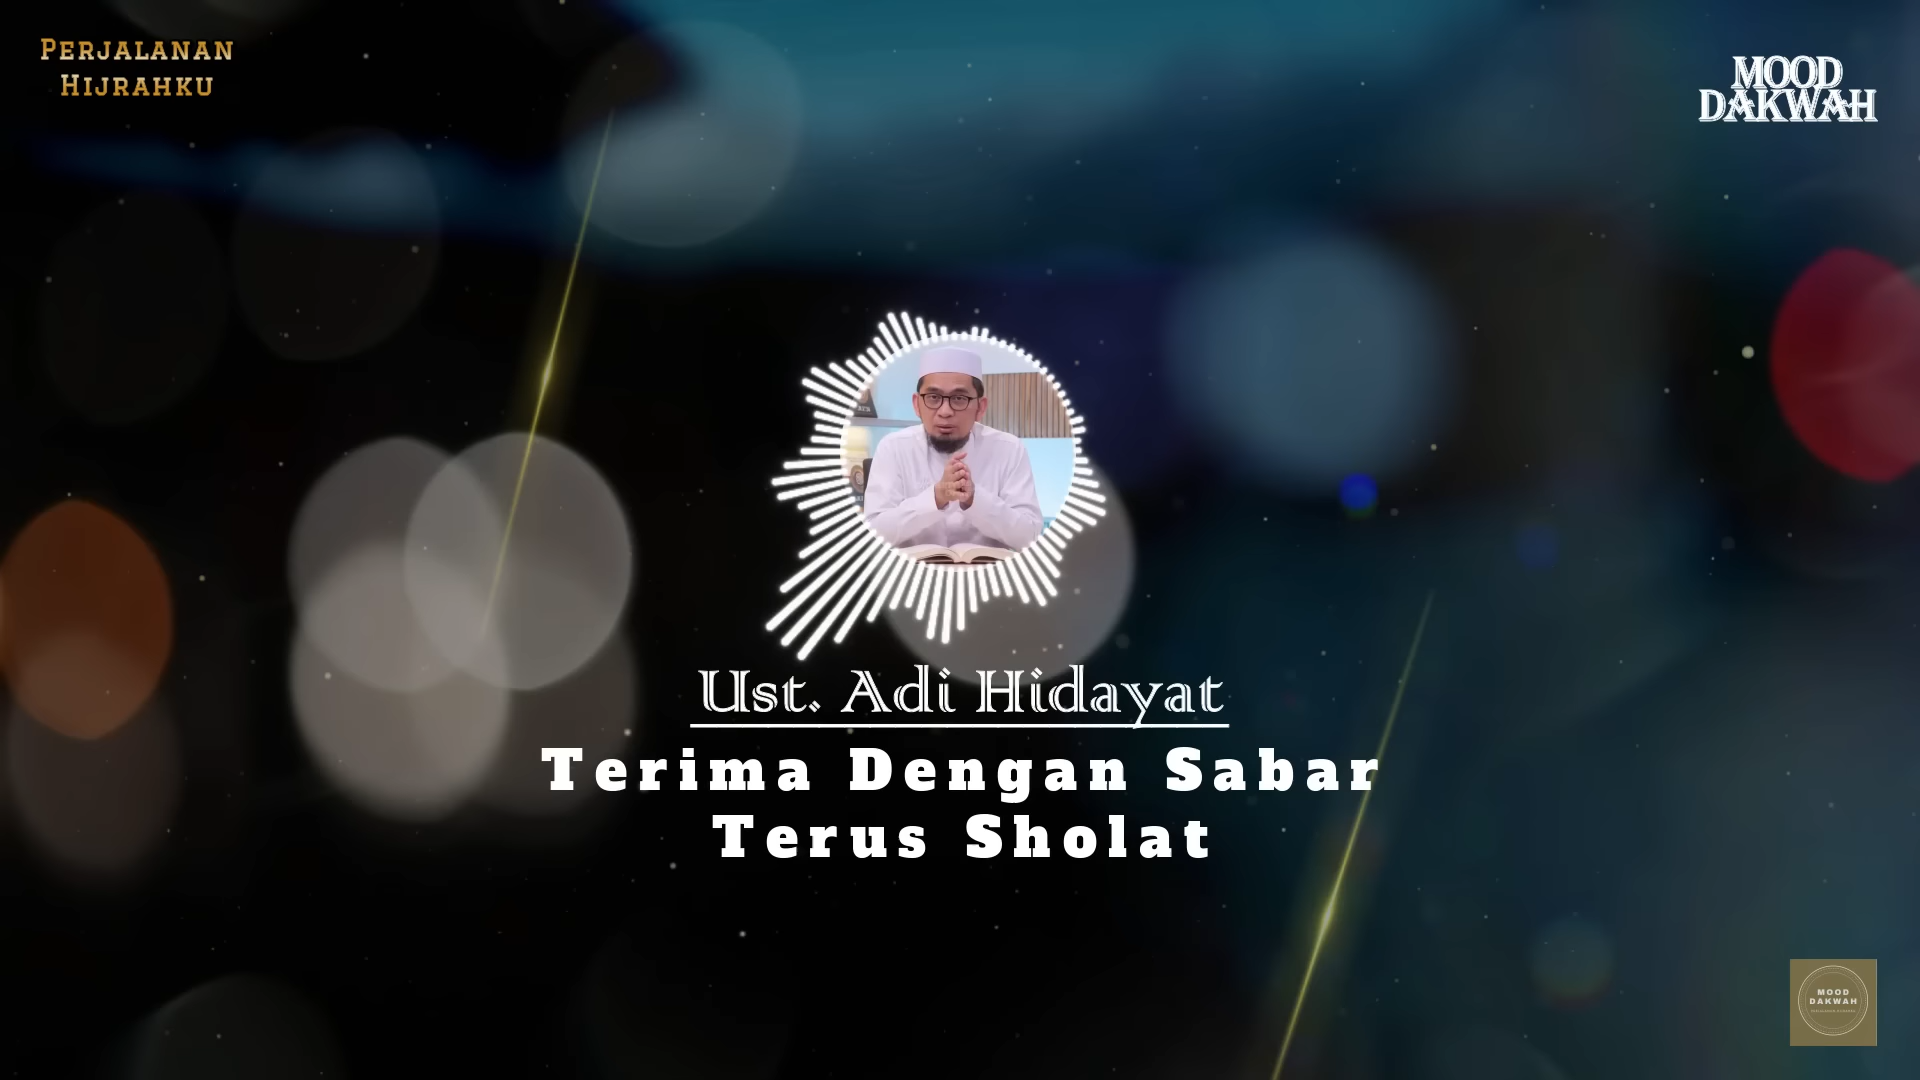 Perjalanan
Hijrahku
MOOD
DAKWAH
Ust. Adi Hidayat
Terima Dengan Sabar
Terus Sholat
MOOD
DAKWAH